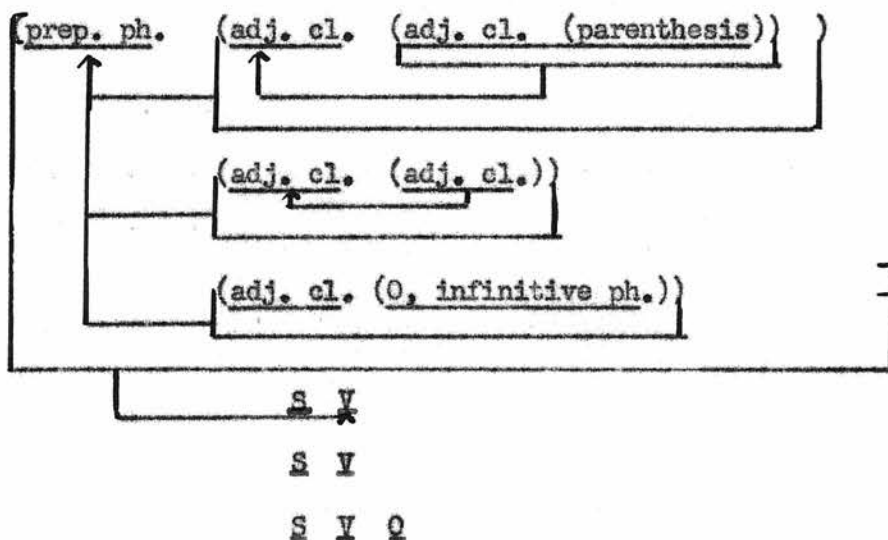 (prep. ph. (adj. cl. (adj. cl. (parenthesis)) )
(adj. cl. (adj. cl.))
(adj. cl. (O, infinitive ph.))
S V
S V
S V O